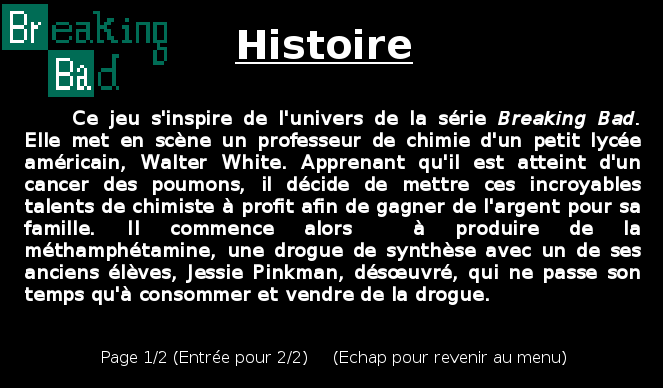 Breaking
Bad
Histoire
Ce jeu s'inspire de l'univers de la série Breaking Bad.
Elle met en scène un professeur de chimie d'un petit lycée
américain, Walter White. Apprenant qu'il est atteint d'un
cancer des poumons, il décide de mettre ces incroyables
talents de chimiste à profit afin de gagner de l'argent pour sa
famille. Il commence alors à produire de la
méthamphétamine, une drogue de synthèse avec un de ses
anciens élèves, Jessie Pinkman, désœuvré, qui ne passe son
temps qu'à consommer et vendre de la drogue.
Page 1/2 (Entrée pour 2/2) (Echap pour revenir au menu)